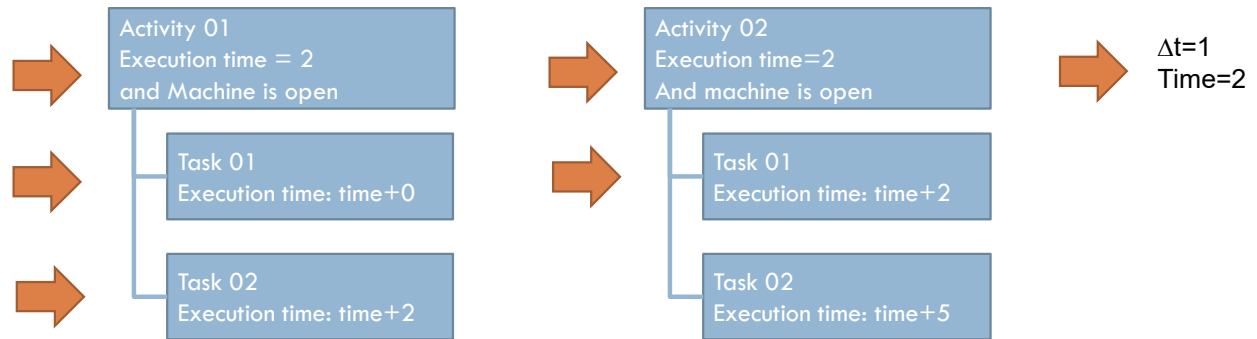 Activity 01
Execution time = 2
and Machine is open
Task 01
Execution time: time+0
Task 02
Execution time: time+2
Activity 02
Execution time=2
And machine is open
Task 01
Execution time: time+2
Task 02
Execution time: time+5
Δt=1
Time=2